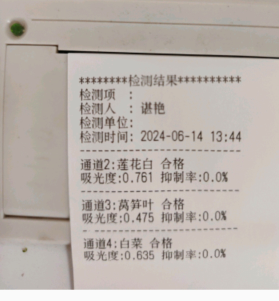 ********检测结果**********
检测项  :
检测人  : 谌艳
检测单位:
检测时间: 2024-06-14 13:44
--------------------------
通道2:莲花白 合格
吸光度:0.761 抑制率:0.0%
--------------------------
通道3:莴笋叶 合格
吸光度:0.475 抑制率:0.0%
--------------------------
通道4:白菜 合格
吸光度:0.635 抑制率:0.0%